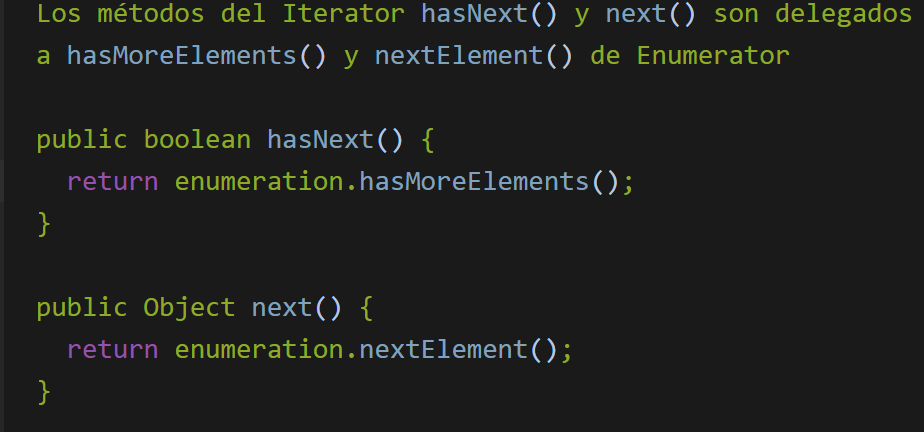 Los métodos del Iterator hasNext() y next() son delegados
a hasMoreElements() y nextElement() de Enumerator
public boolean hasNext() {
  return enumeration.hasMoreElements();
}
public Object next() {
  return enumeration.nextElement();
}